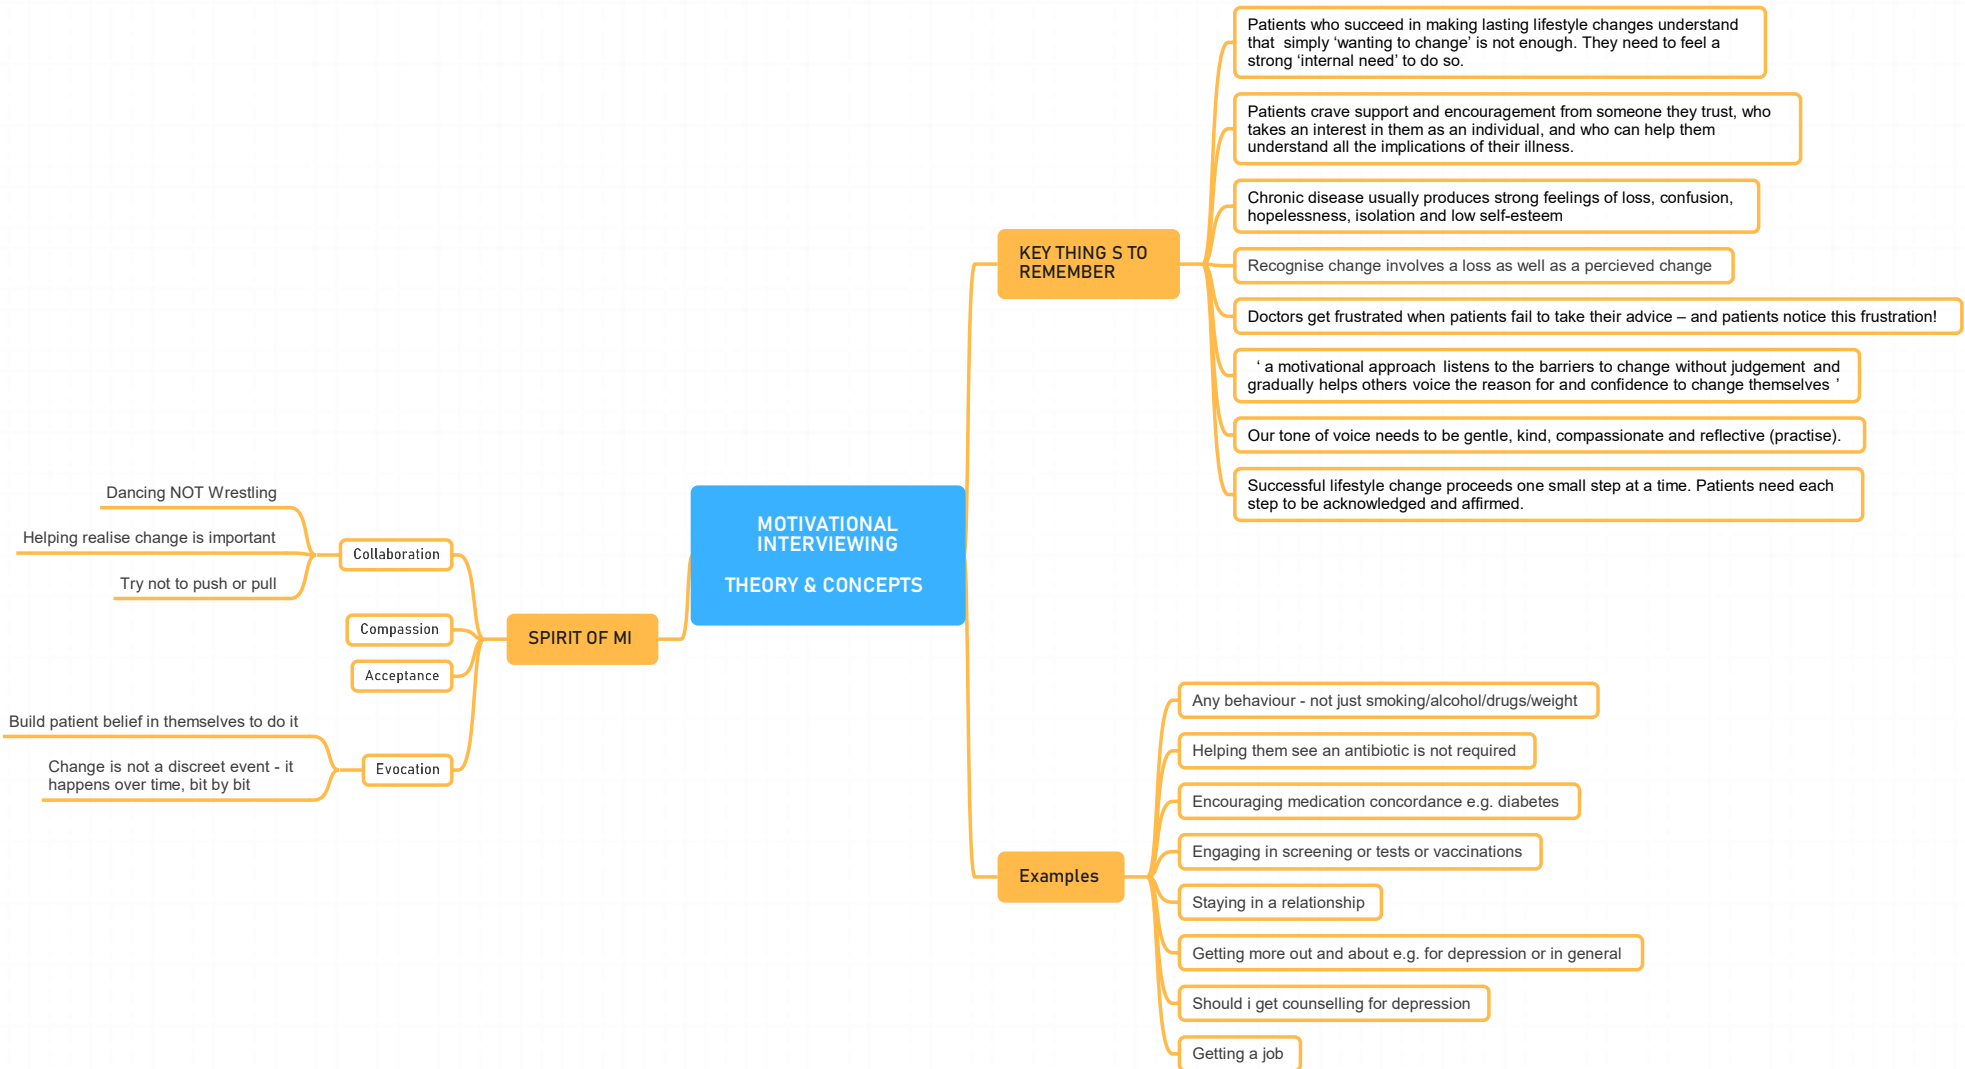 MOTIVATIONAL
INTERVIEWING
THEORY & CONCEPTS
KEY THING S TO
REMEMBER
Patients who succeed in making lasting lifestyle changes understand
that simply ‘wanting to change’ is not enough. They need to feel a
strong ‘internal need’ to do so.
Patients crave support and encouragement from someone they trust, who
takes an interest in them as an individual, and who can help them
understand all the implications of their illness.
Chronic disease usually produces strong feelings of loss, confusion,
hopelessness, isolation and low self-esteem
Recognise change involves a loss as well as a percieved change
Doctors get frustrated when patients fail to take their advice – and patients notice this frustration!
‘ a motivational approach listens to the barriers to change without judgement and
gradually helps others voice the reason for and confidence to change themselves ’
Our tone of voice needs to be gentle, kind, compassionate and reflective (practise).
Successful lifestyle change proceeds one small step at a time. Patients need each
step to be acknowledged and affirmed.
Examples
Any behaviour - not just smoking/alcohol/drugs/weight
Helping them see an antibiotic is not required
Encouraging medication concordance e.g. diabetes
Engaging in screening or tests or vaccinations
Staying in a relationship
Getting more out and about e.g. for depression or in general
Should i get counselling for depression
Getting a job
SPIRIT OF MI
Collaboration
Dancing NOT Wrestling
Helping realise change is important
Try not to push or pull
Compassion
Acceptance
Evocation
Build patient belief in themselves to do it
Change is not a discreet event - it
happens over time, bit by bit